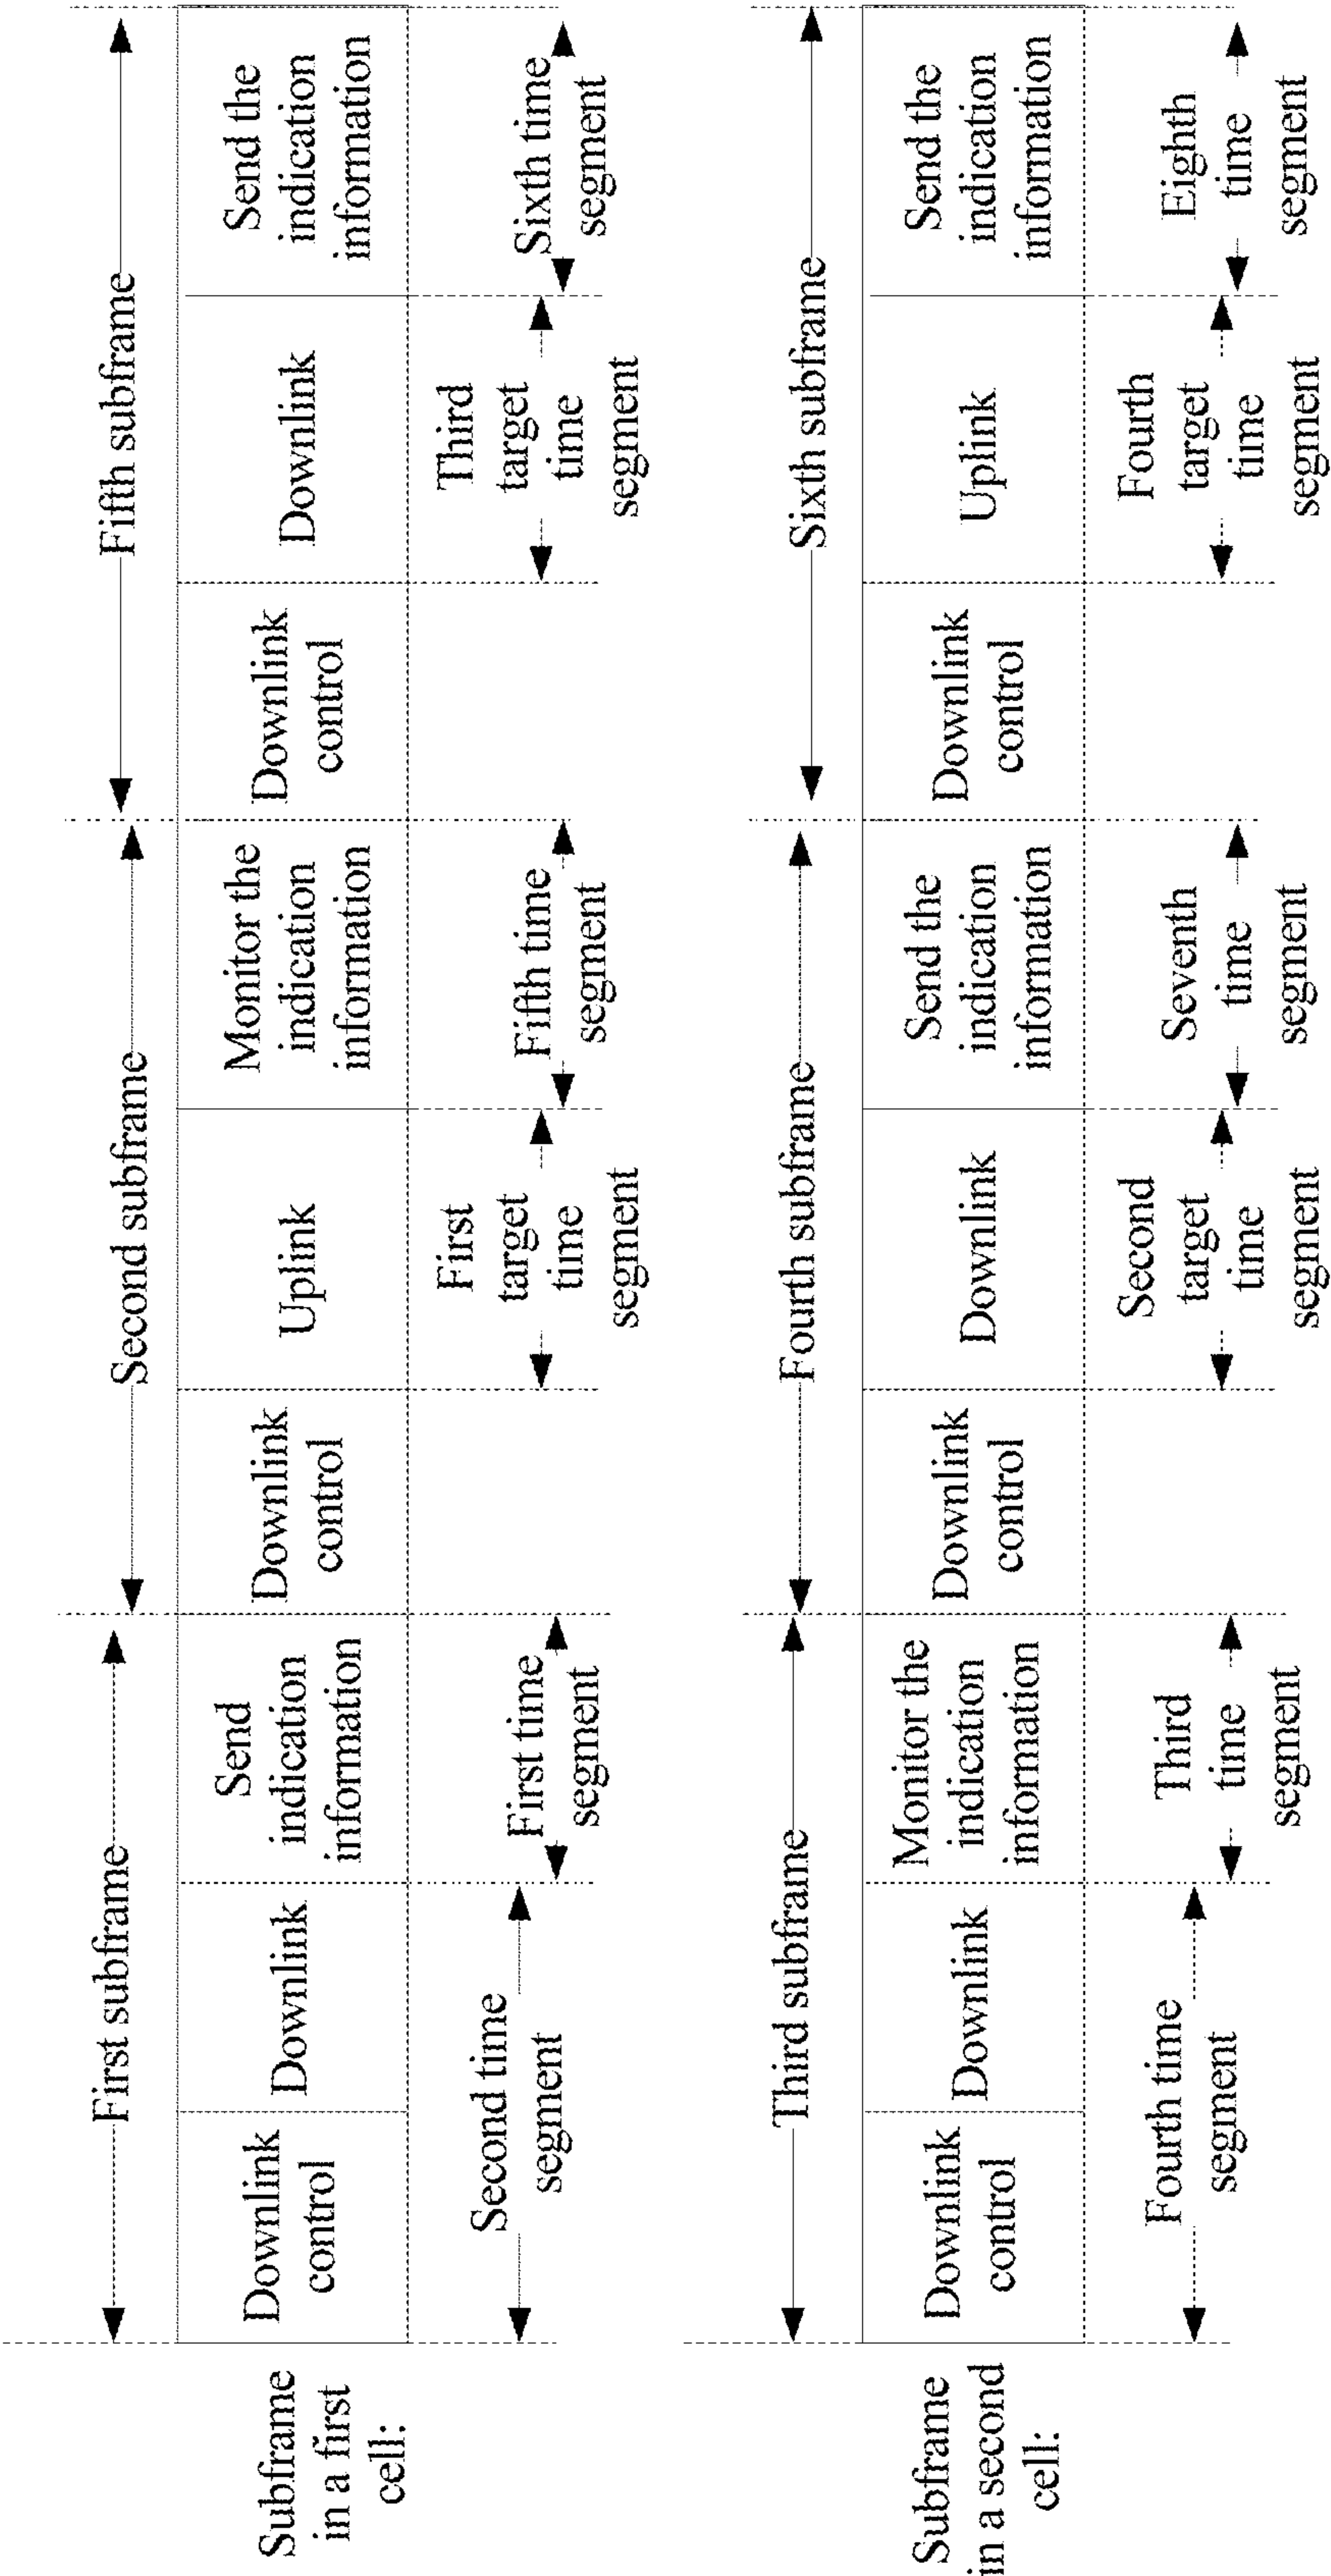 First subframe
Second subframe
Fifth subframe
Subframe
in a first
cell:
Downlink
control
Downlink
Send
indication
information
Downlink
control
Uplink
Monitor the
indication
information
Downlink
control
Downlink
Send the
indication
information
Second time
segment
First time
segment
First
target
time
segment
Fifth time
segment
Third
target
time
segment
Sixth time
segment
Third subframe
Fourth subframe
Sixth subframe
Subframe
in a second
cell:
Downlink
control
Downlink
Monitor the
indication
information
Downlink
control
Downlink
Send the
indication
information
Downlink
control
Uplink
Send the
indication
information
Fourth time
segment
Third
time
segment
Second
target
time
segment
Seventh
time
segment
Fourth
target
time
segment
Eighth
time
segment